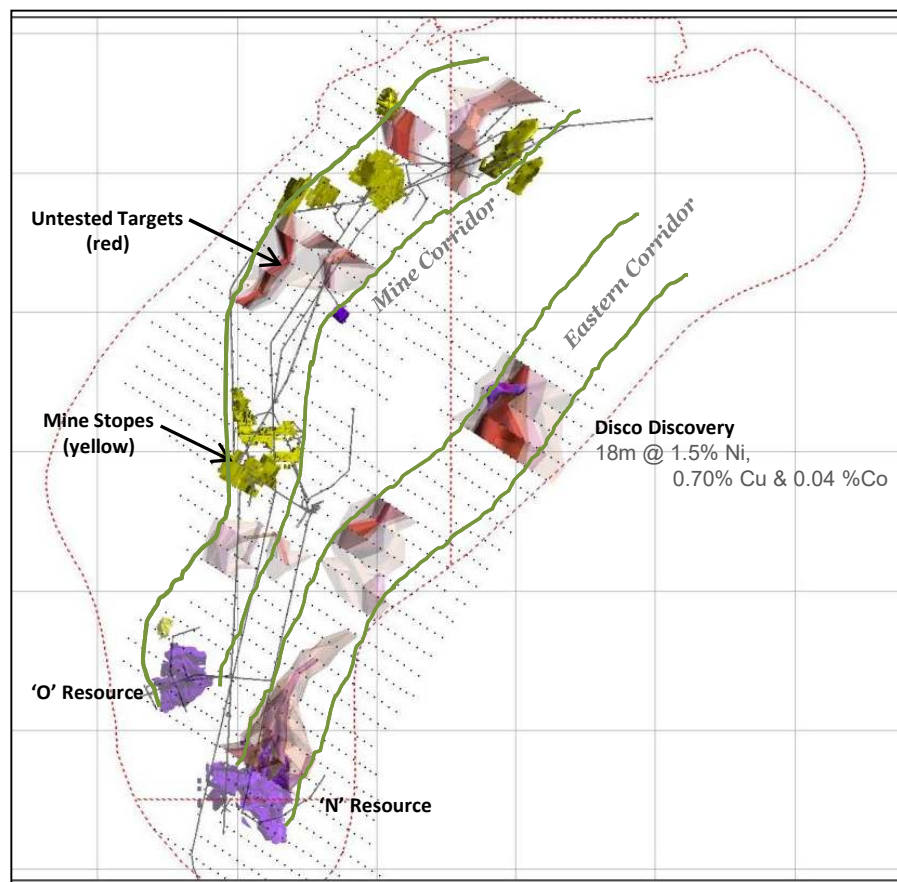 Untested Targets
(red)
Mine Corridor
Eastern Corridor
Mine Stopes
(yellow)
Disco Discovery
18m @ 1.5% Ni,
0.70% Cu & 0.04 %Co
‘O’ Resource
‘N’ Resource